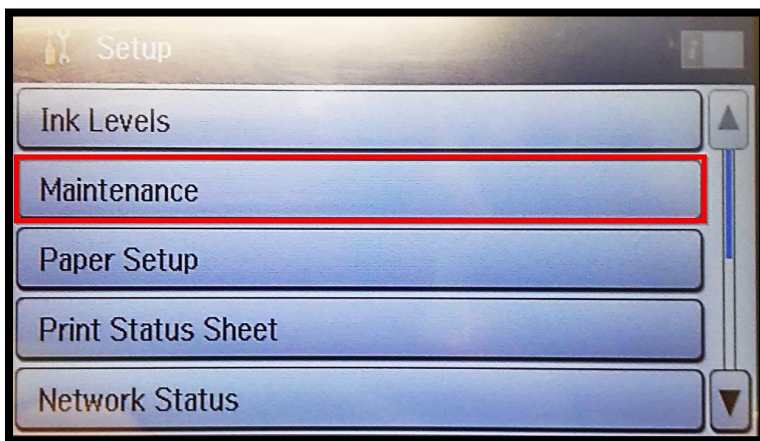 Setup
i
Ink Levels
Maintenance
Paper Setup
Print Status Sheet
Network Status